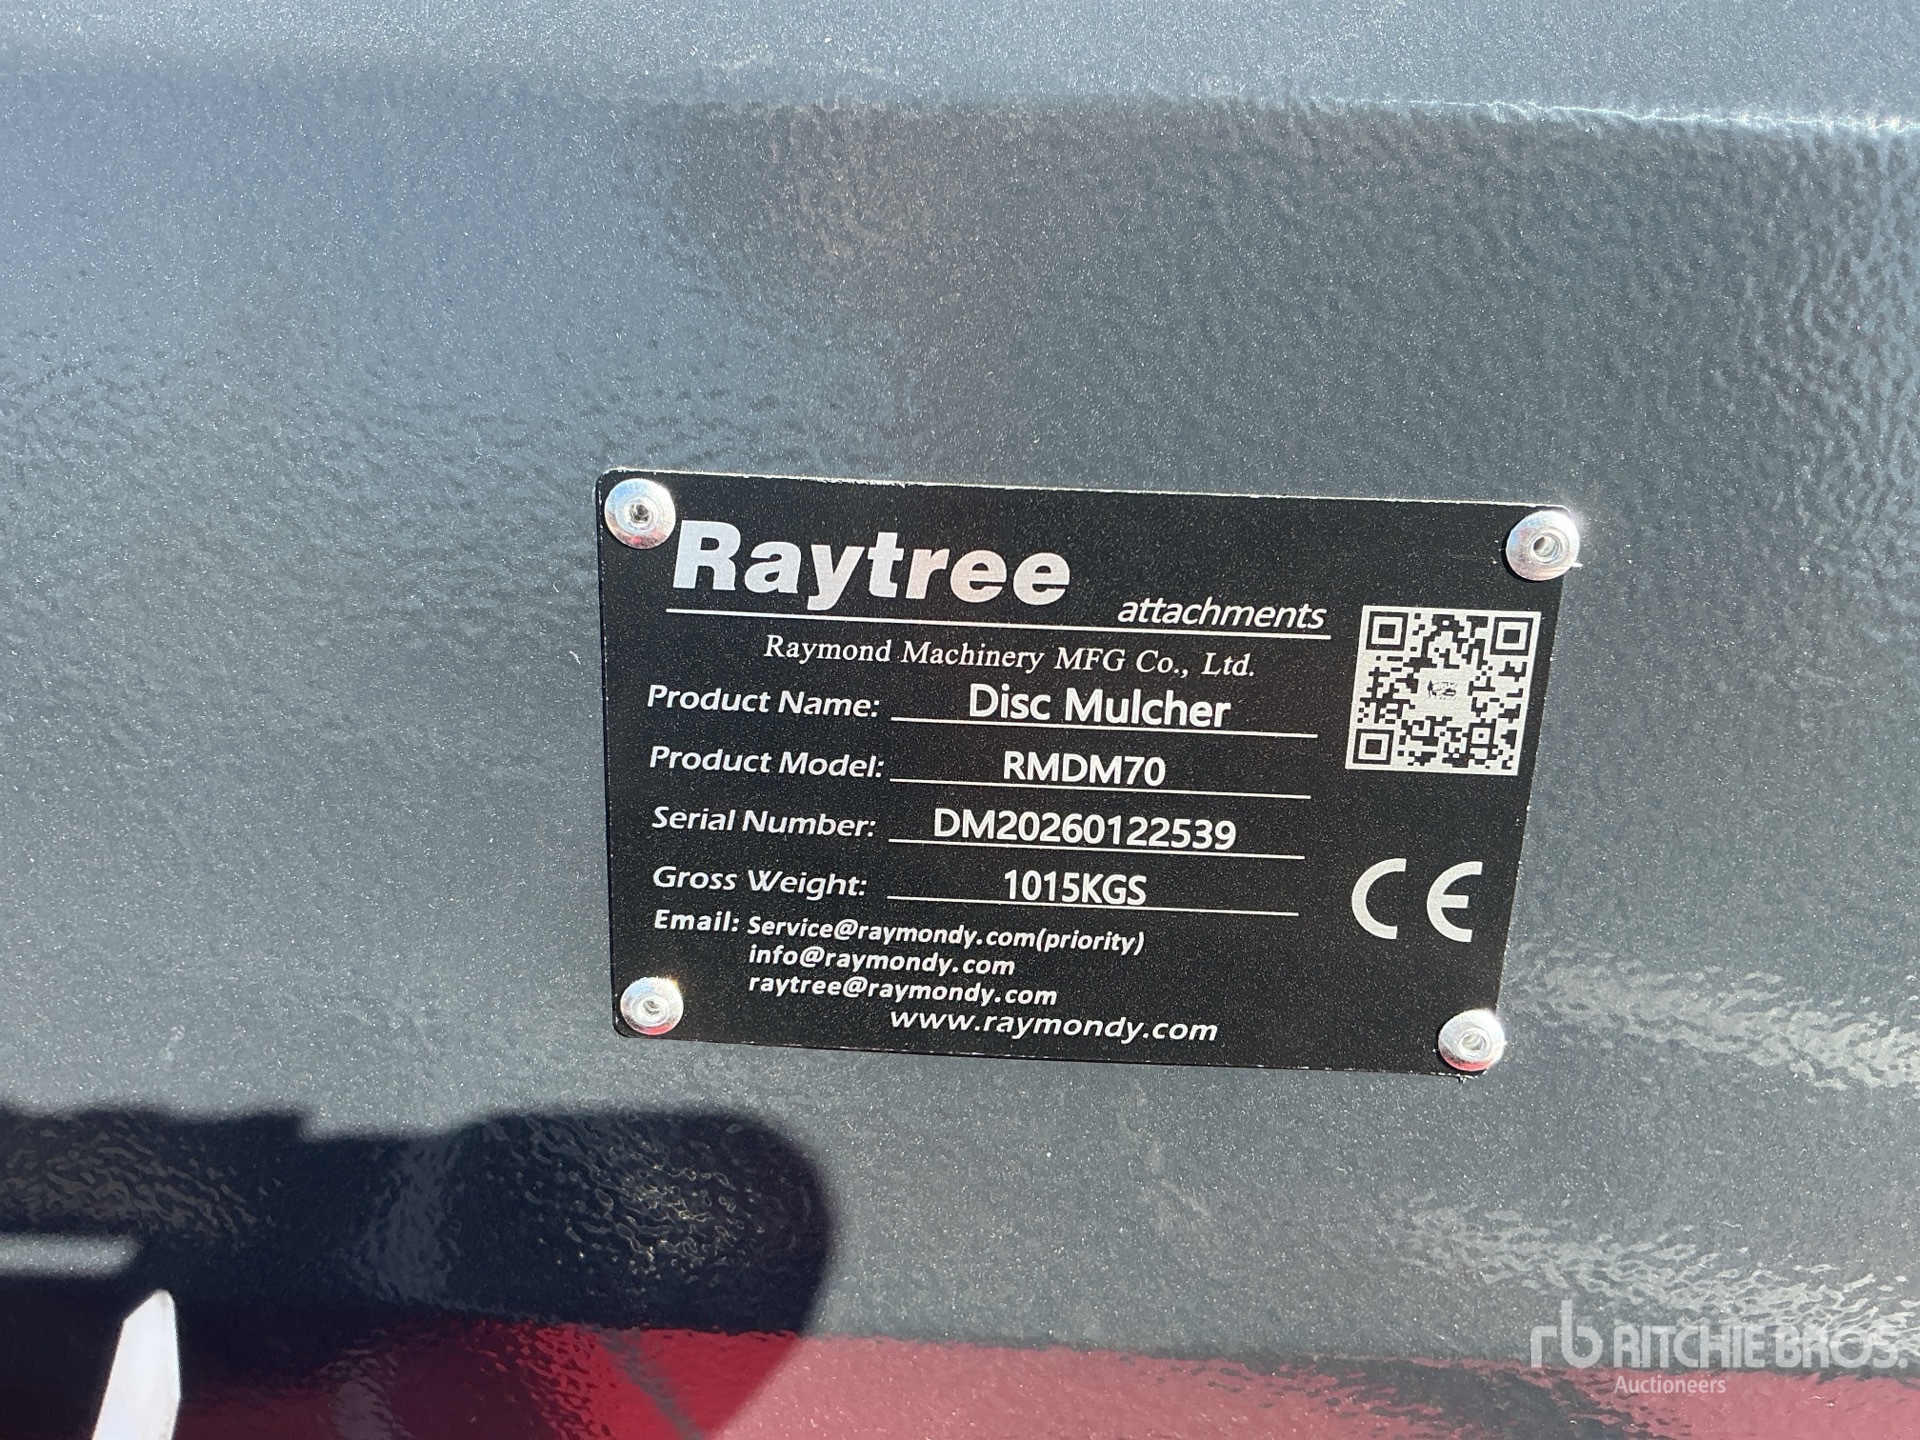 Raytree
attachments
Raymond Machinery MFG Co., Ltd.
Product Name: Disc Mulcher
Product Model: RMDM70
Serial Number: DM20260122539
Gross Weight: 1015KGS
CE
Email: Service@raymondy.com(priority)
info@raymondy.com
raytree@raymondy.com
www.raymondy.com
rb RITCHIE BROS.
Auctioneers